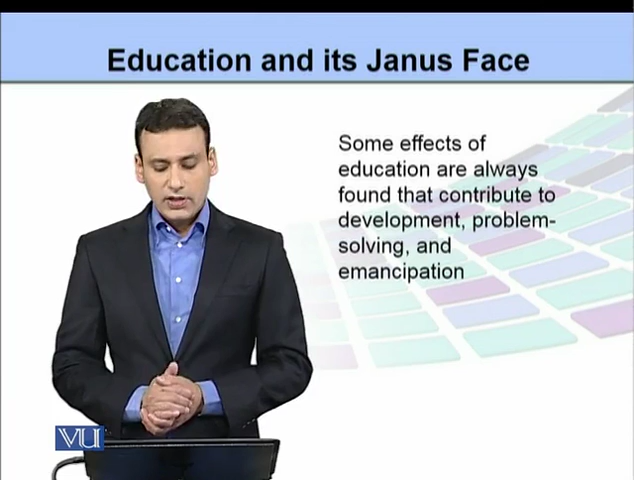 Education and its Janus Face
Some effects of
education are always
found that contribute to
development, problem-
solving, and
emancipation
VU